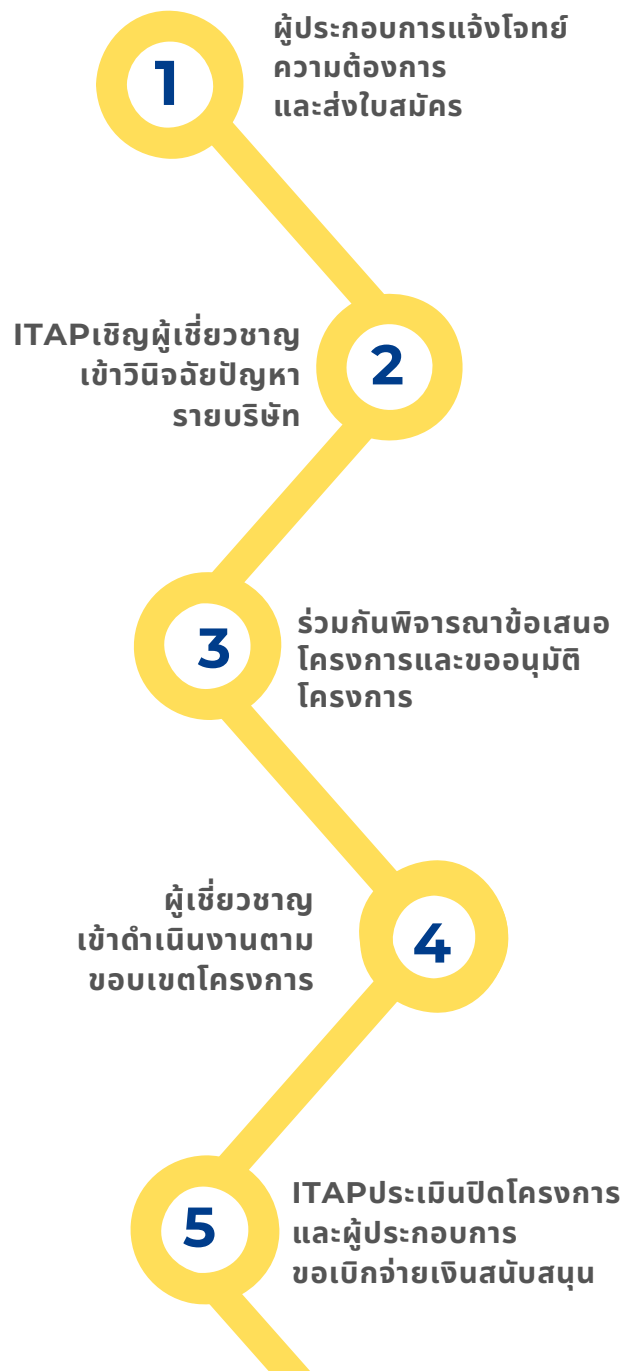 1
ผู้ประกอบการแจ้งโจทย์
ความต้องการ
และส่งใบสมัคร
2
ITAPเชิญผู้เชี่ยวชาญ
เข้าวินิจฉัยปัญหา
รายบริษัท
3
ร่วมกันพิจารณาข้อเสนอ
โครงการและขออนุมัติ
โครงการ
4
ผู้เชี่ยวชาญ
เข้าดำเนินงานตาม
ขอบเขตโครงการ
5
ITAPประเมินปิดโครงการ
และผู้ประกอบการ
ขอเบิกจ่ายเงินสนับสนุน